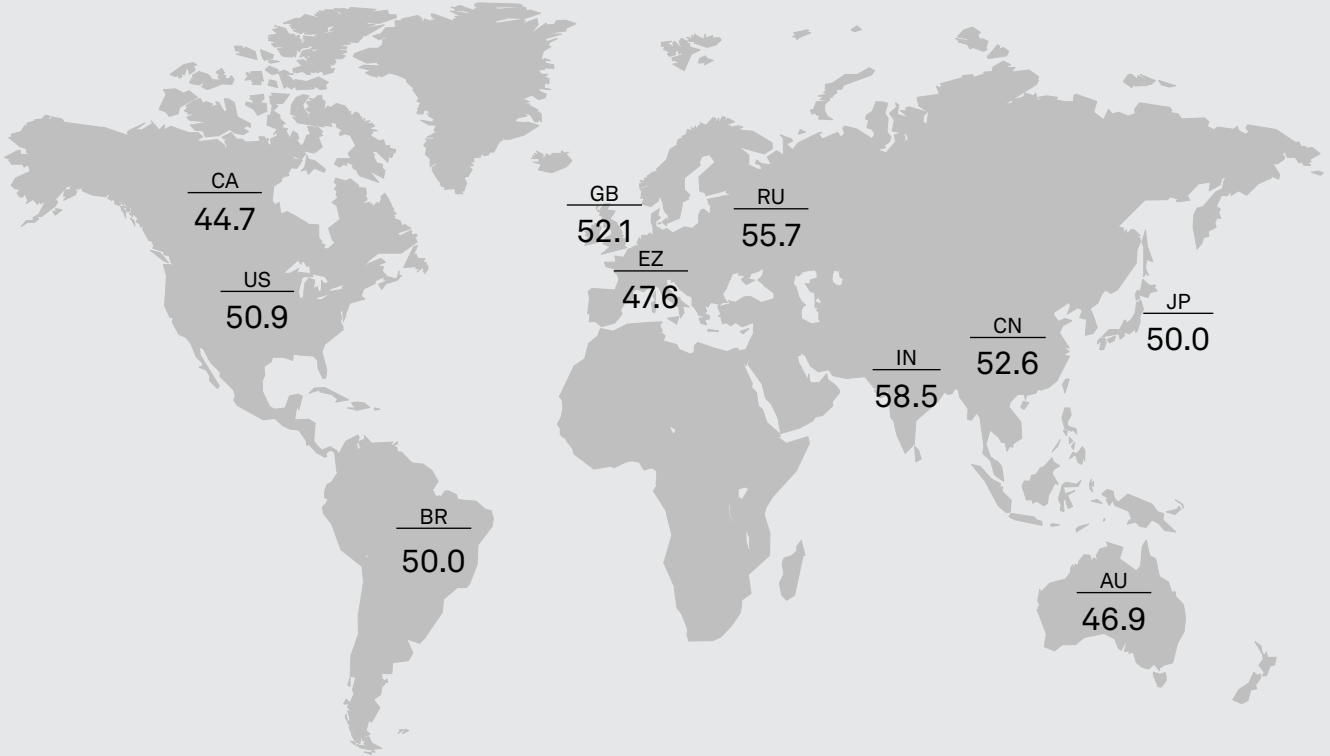 CA
44.7
US
50.9
BR
50.0
GB
52.1
EZ
47.6
RU
55.7
IN
58.5
CN
52.6
JP
50.0
AU
46.9